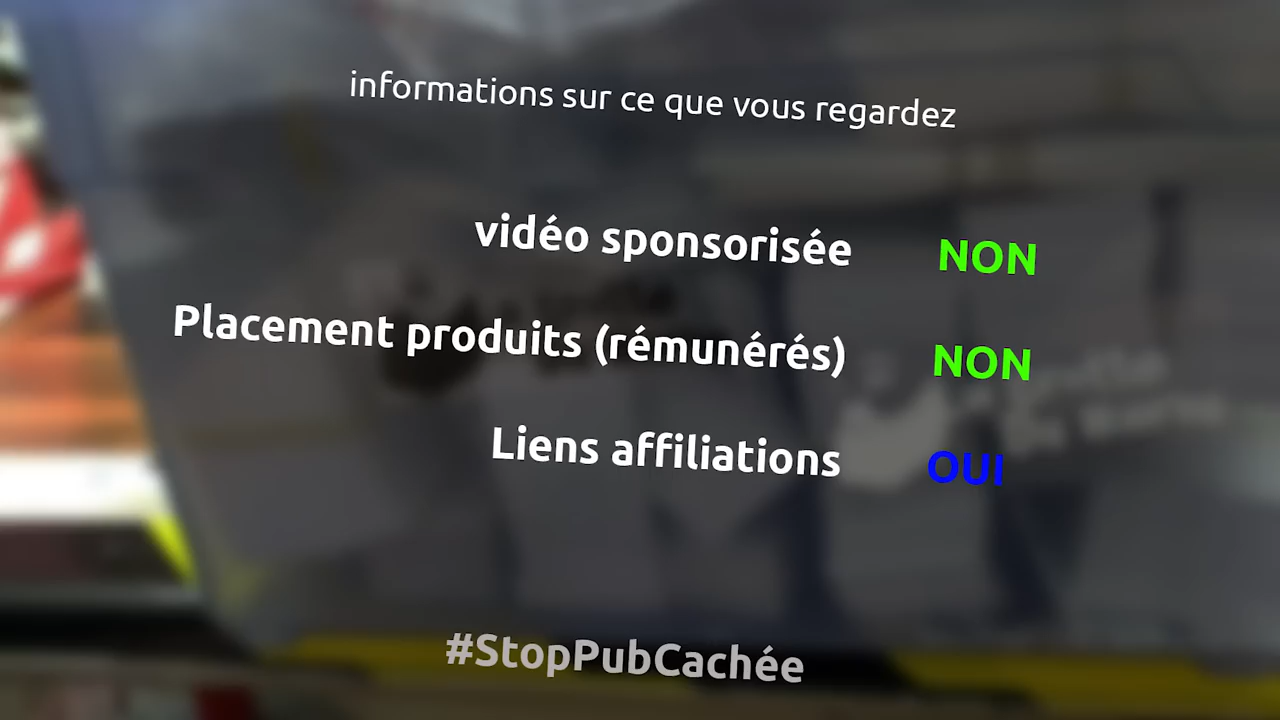 informations sur ce que vous regardez
vidéo sponsorisée NON
Placement produits (rémunérés) NON
Liens affiliations OUI
#StopPubCachée